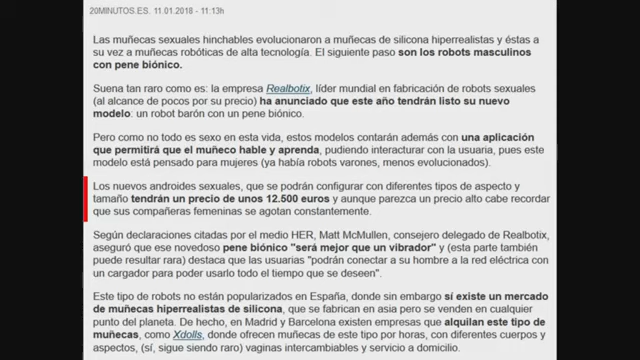 20MINUTOS.ES. 11.01.2018 - 11:13h
Las muñecas sexuales hinchables evolucionaron a muñecas de silicona hiperrealistas y éstas a
su vez a muñecas robóticas de alta tecnología. El siguiente paso son los robots masculinos
con pene biónico.
Suena tan raro como es: la empresa Realbotix, líder mundial en fabricación de robots sexuales
(al alcance de pocos por su precio) ha anunciado que este año tendrán listo su nuevo
modelo: un robot barón con un pene biónico.
Pero como no todo es sexo en esta vida, estos modelos contarán además con una aplicación
que permitirá que el muñeco hable y aprenda, pudiendo interacturar con la usuaria, pues este
modelo está pensado para mujeres (ya había robots varones, menos evolucionados).
Los nuevos androides sexuales, que se podrán configurar con diferentes tipos de aspecto y
tamaño tendrán un precio de unos 12.500 euros y aunque parezca un precio alto cabe recordar
que sus compañeras femeninas se agotan constantemente.
Según declaraciones citadas por el medio HER, Matt McMullen, consejero delegado de Realbotix,
aseguró que ese novedoso pene biónico "será mejor que un vibrador" y (esta parte también
puede resultar rara) destaca que las usuarias "podrán conectar a su hombre a la red eléctrica con
un cargador para poder usarlo todo el tiempo que se deseen".
Este tipo de robots no están popularizados en España, donde sin embargo sí existe un mercado
de muñecas hiperrealistas de silicona, que se fabrican en asia pero se venden en cualquier
punto del planeta. De hecho, en Madrid y Barcelona existen empresas que alquilan este tipo de
muñecas, como Xdolls, donde ofrecen muñecas de este tipo por horas, con diferentes cuerpos y
aspectos, (sí, sigue siendo raro) vaginas intercambiables y servicio a domicilio.